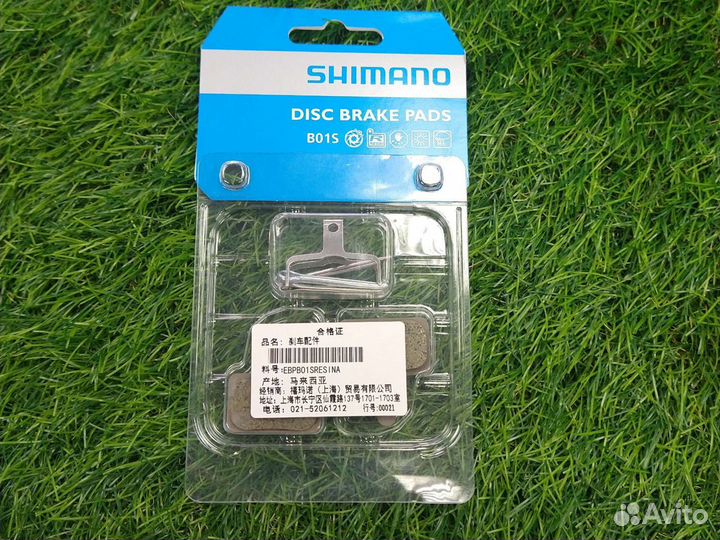 SHIMANO
DISC BRAKE PADS
B01S
合格证
品名: 刹车配件
料号:EBPB01SRESINA
产地: 马来西亚
经销商: 禧玛诺 (上海) 贸易有限公司
地址: 上海市长宁区仙霞路137号1701-1703室
电话: 021-52061212 行号:00021
Avito